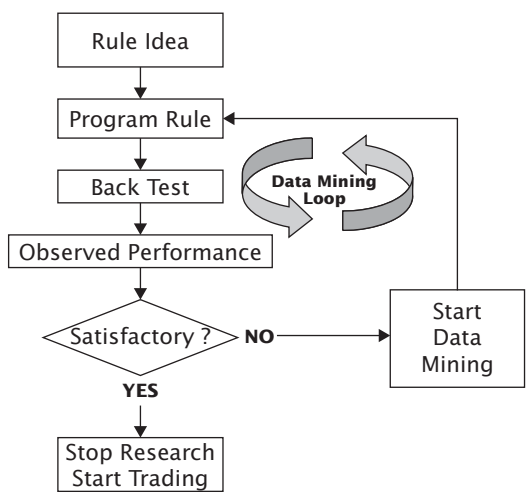 Rule Idea
Program Rule
Back Test
Data Mining
Loop
Observed Performance
Satisfactory ?
NO
Start
Data
Mining
YES
Stop Research
Start Trading